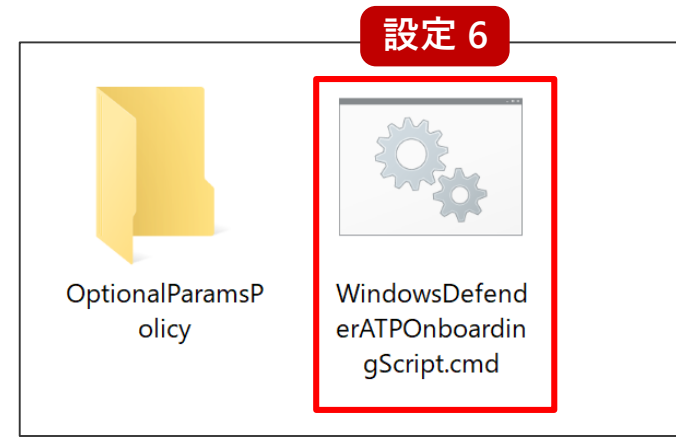 設定 6
OptionalParamsP
olicy
WindowsDefend
erATPOnboardin
gScript.cmd